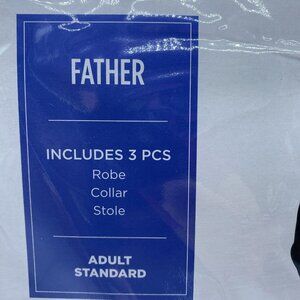 FATHER
INCLUDES 3 PCS
Robe
Collar
Stole
ADULT
STANDARD